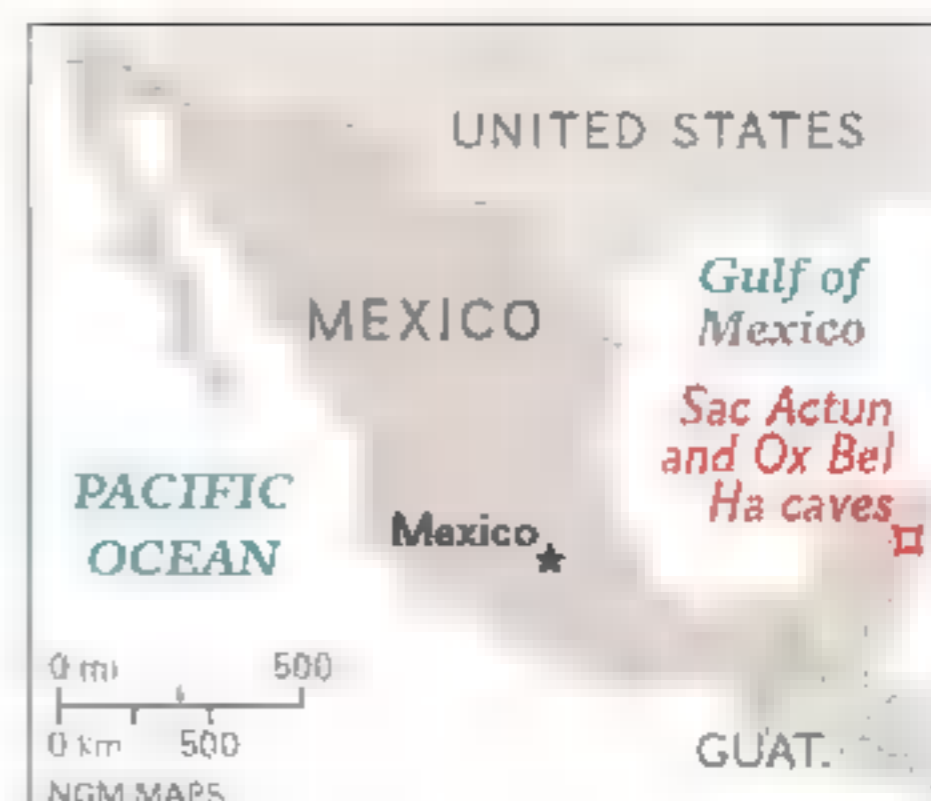 UNITED STATES
MEXICO
Gulf of
Mexico
Sac Actun
and Ox Bel
Ha caves
PACIFIC
OCEAN
Mexico
0 mi 500
0 km 500
GUAT.
NGM MAPS